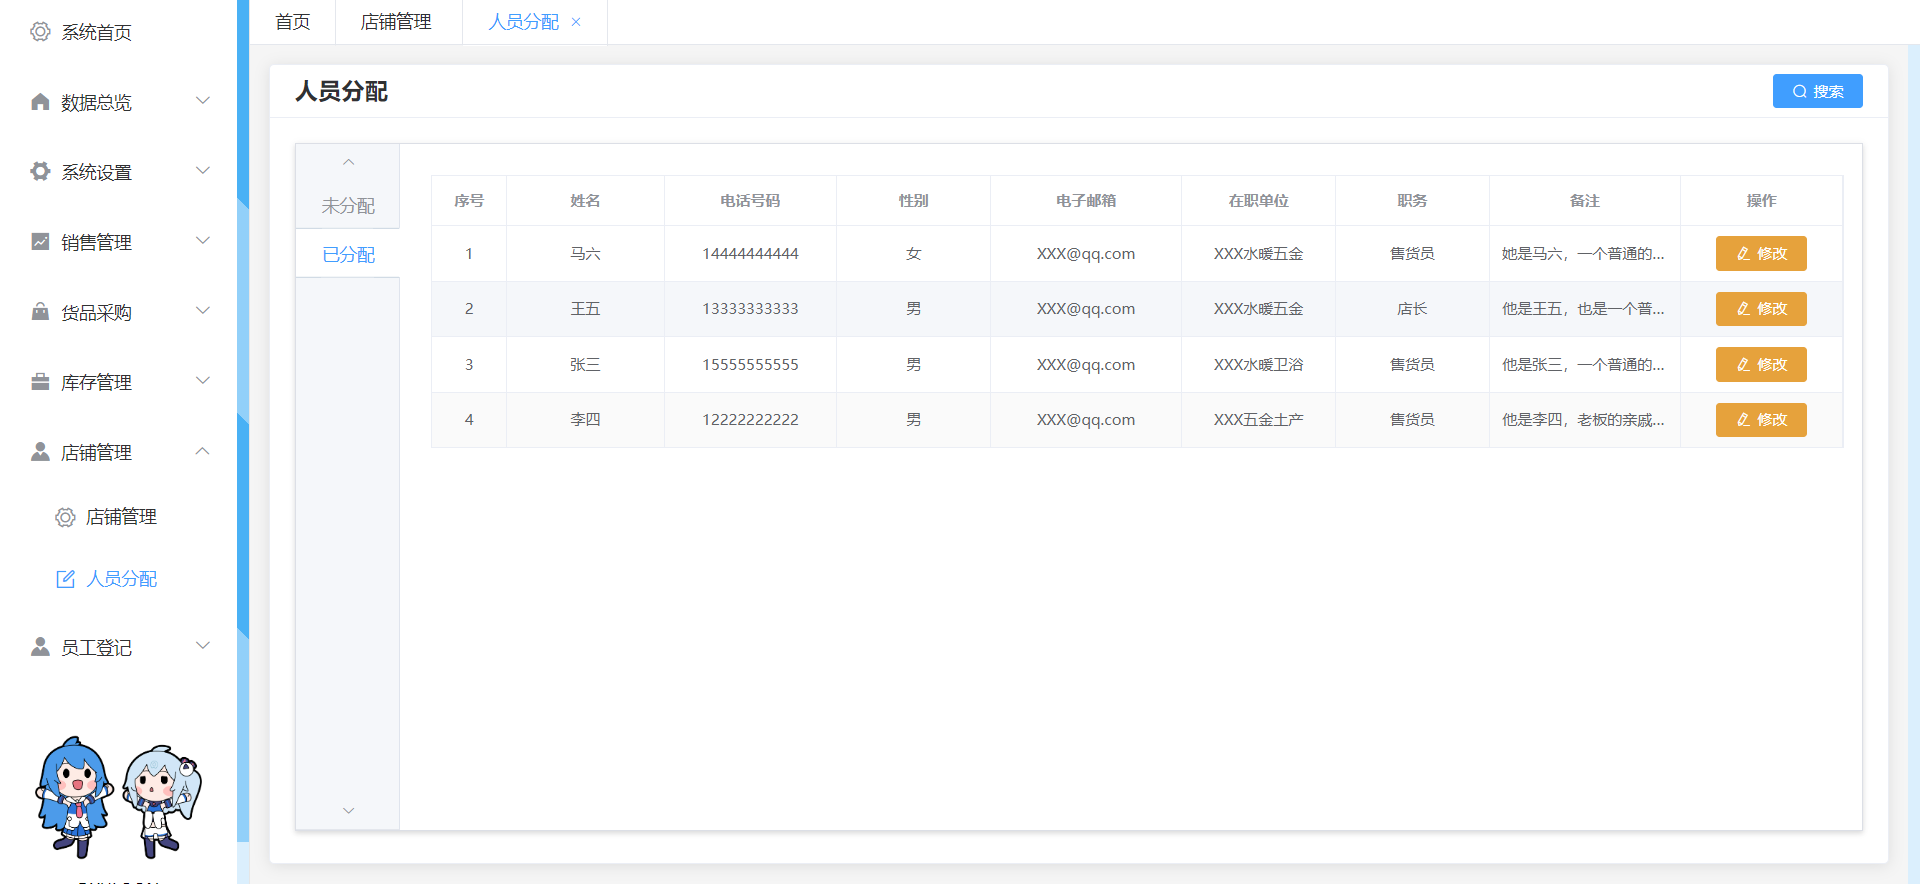 系统首页
数据总览
系统设置
销售管理
货品采购
库存管理
店铺管理
店铺管理
人员分配
员工登记
首页 店铺管理 人员分配 ×
人员分配
搜索
未分配
已分配
序号 姓名 电话号码 性别 电子邮箱 在职单位 职务 备注 操作
1 马六 14444444444 女 XXX@qq.com XXX水暖五金 售货员 她是马六，一个普通的... 修改
2 王五 13333333333 男 XXX@qq.com XXX水暖五金 店长 他是王五，也是一个普... 修改
3 张三 15555555555 男 XXX@qq.com XXX水暖卫浴 售货员 他是张三，一个普通的... 修改
4 李四 12222222222 男 XXX@qq.com XXX五金土产 售货员 他是李四，老板的亲戚... 修改